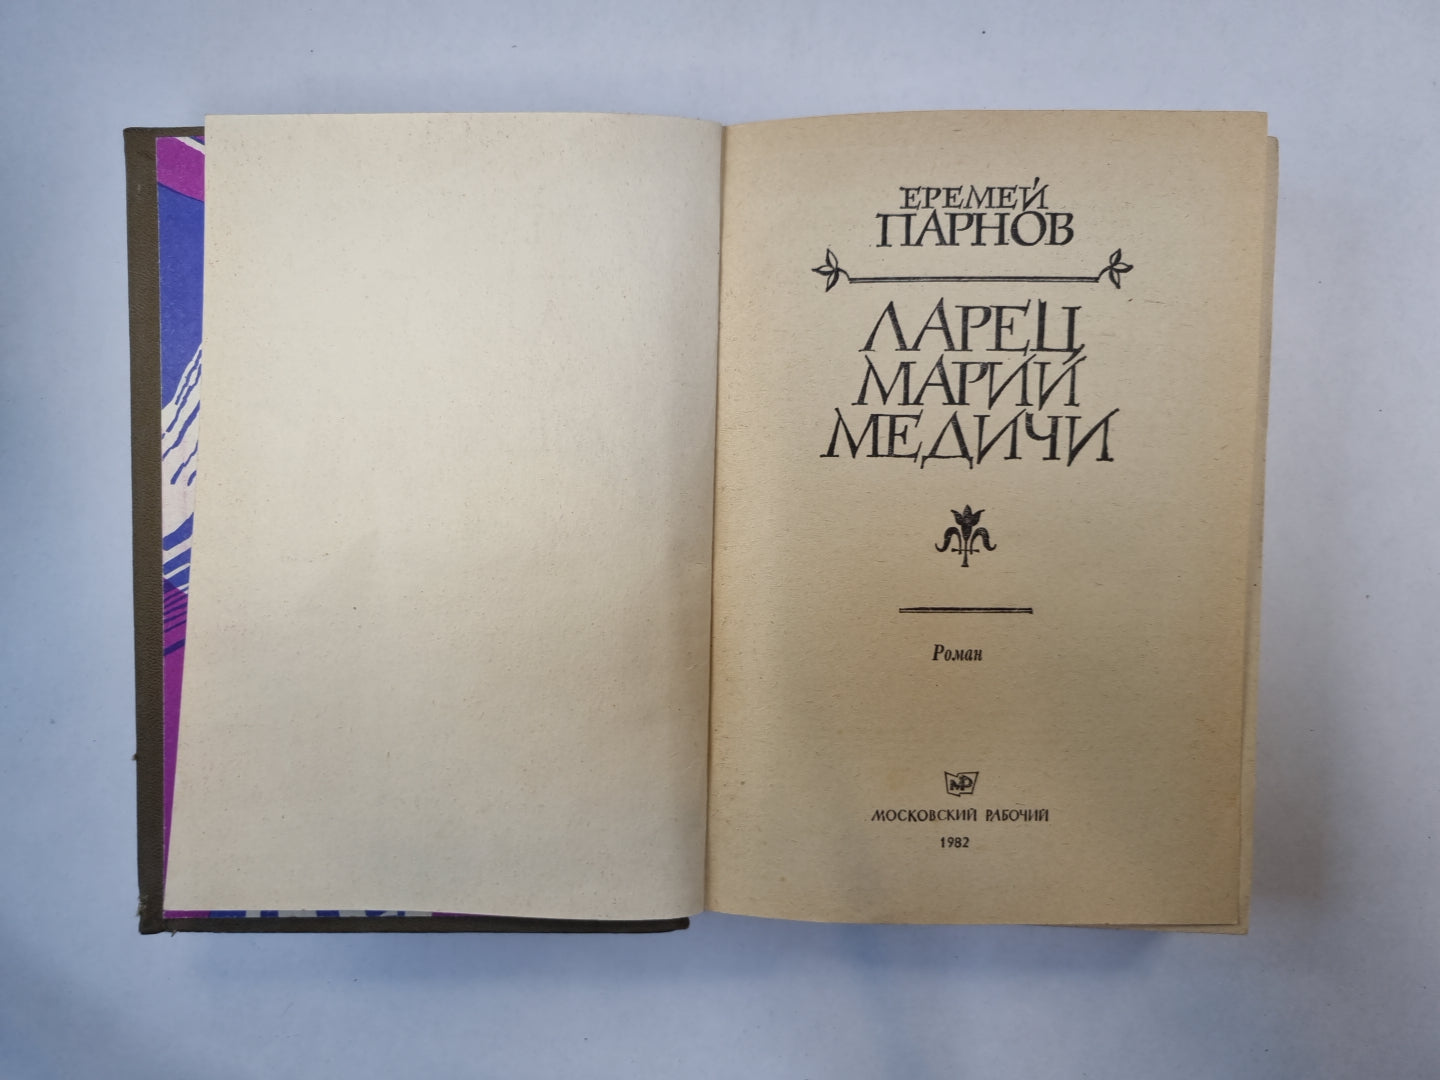 ЕРЕМЕЙ
ПАРНОВ
ЛАРЕЦ
МАРИИ
МЕДИЧИ
Роман
МР
МОСКОВСКИЙ РАБОЧИЙ
1982